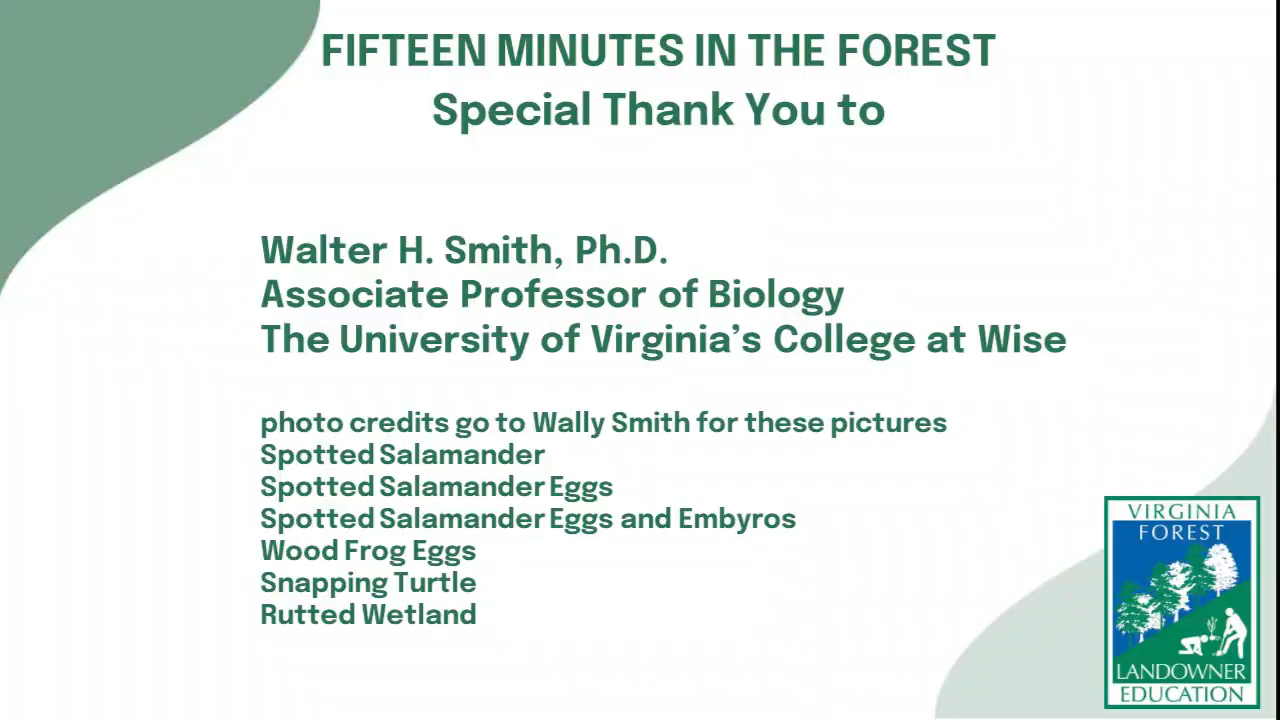 FIFTEEN MINUTES IN THE FOREST
Special Thank You to
Walter H. Smith, Ph.D.
Associate Professor of Biology
The University of Virginia’s College at Wise
photo credits go to Wally Smith for these pictures
Spotted Salamander
Spotted Salamander Eggs
Spotted Salamander Eggs and Embyros
Wood Frog Eggs
Snapping Turtle
Rutted Wetland
VIRGINIA
FOREST
LANDOWNER
EDUCATION